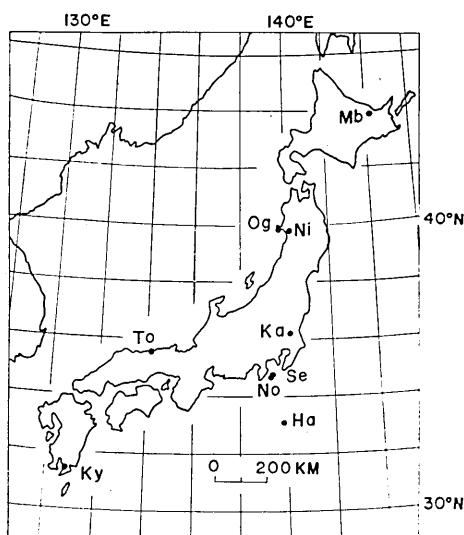 130°E 140°E
Mb
Og Ni
40°N
To
Ka
Se
No
Ha
Ky
0 200 KM
30°N